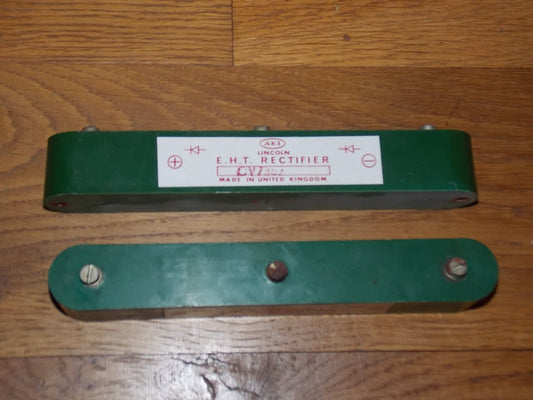 AEI
LINCOLN
E.H.T. RECTIFIER
MADE IN UNITED KINGDOM